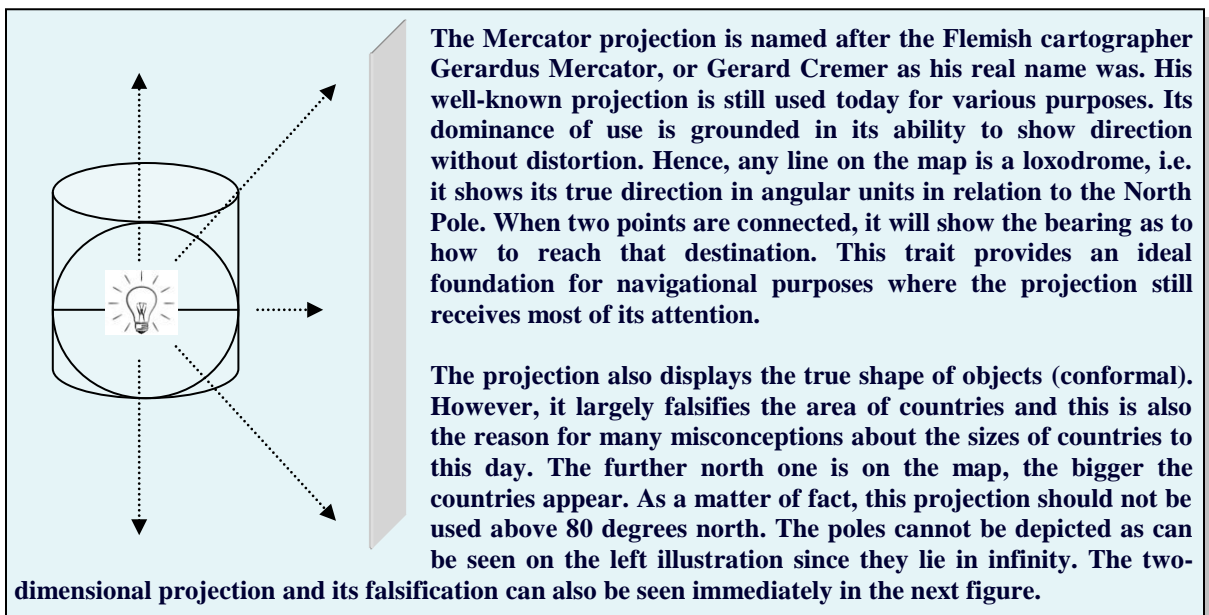 The Mercator projection is named after the Flemish cartographer
Gerardus Mercator, or Gerard Cremer as his real name was. His
well-known projection is still used today for various purposes. Its
dominance of use is grounded in its ability to show direction
without distortion. Hence, any line on the map is a loxodrome, i.e.
it shows its true direction in angular units in relation to the North
Pole. When two points are connected, it will show the bearing as to
how to reach that destination. This trait provides an ideal
foundation for navigational purposes where the projection still
receives most of its attention.
The projection also displays the true shape of objects (conformal).
However, it largely falsifies the area of countries and this is also
the reason for many misconceptions about the sizes of countries to
this day. The further north one is on the map, the bigger the
countries appear. As a matter of fact, this projection should not be
used above 80 degrees north. The poles cannot be depicted as can
be seen on the left illustration since they lie in infinity. The two-
dimensional projection and its falsification can also be seen immediately in the next figure.